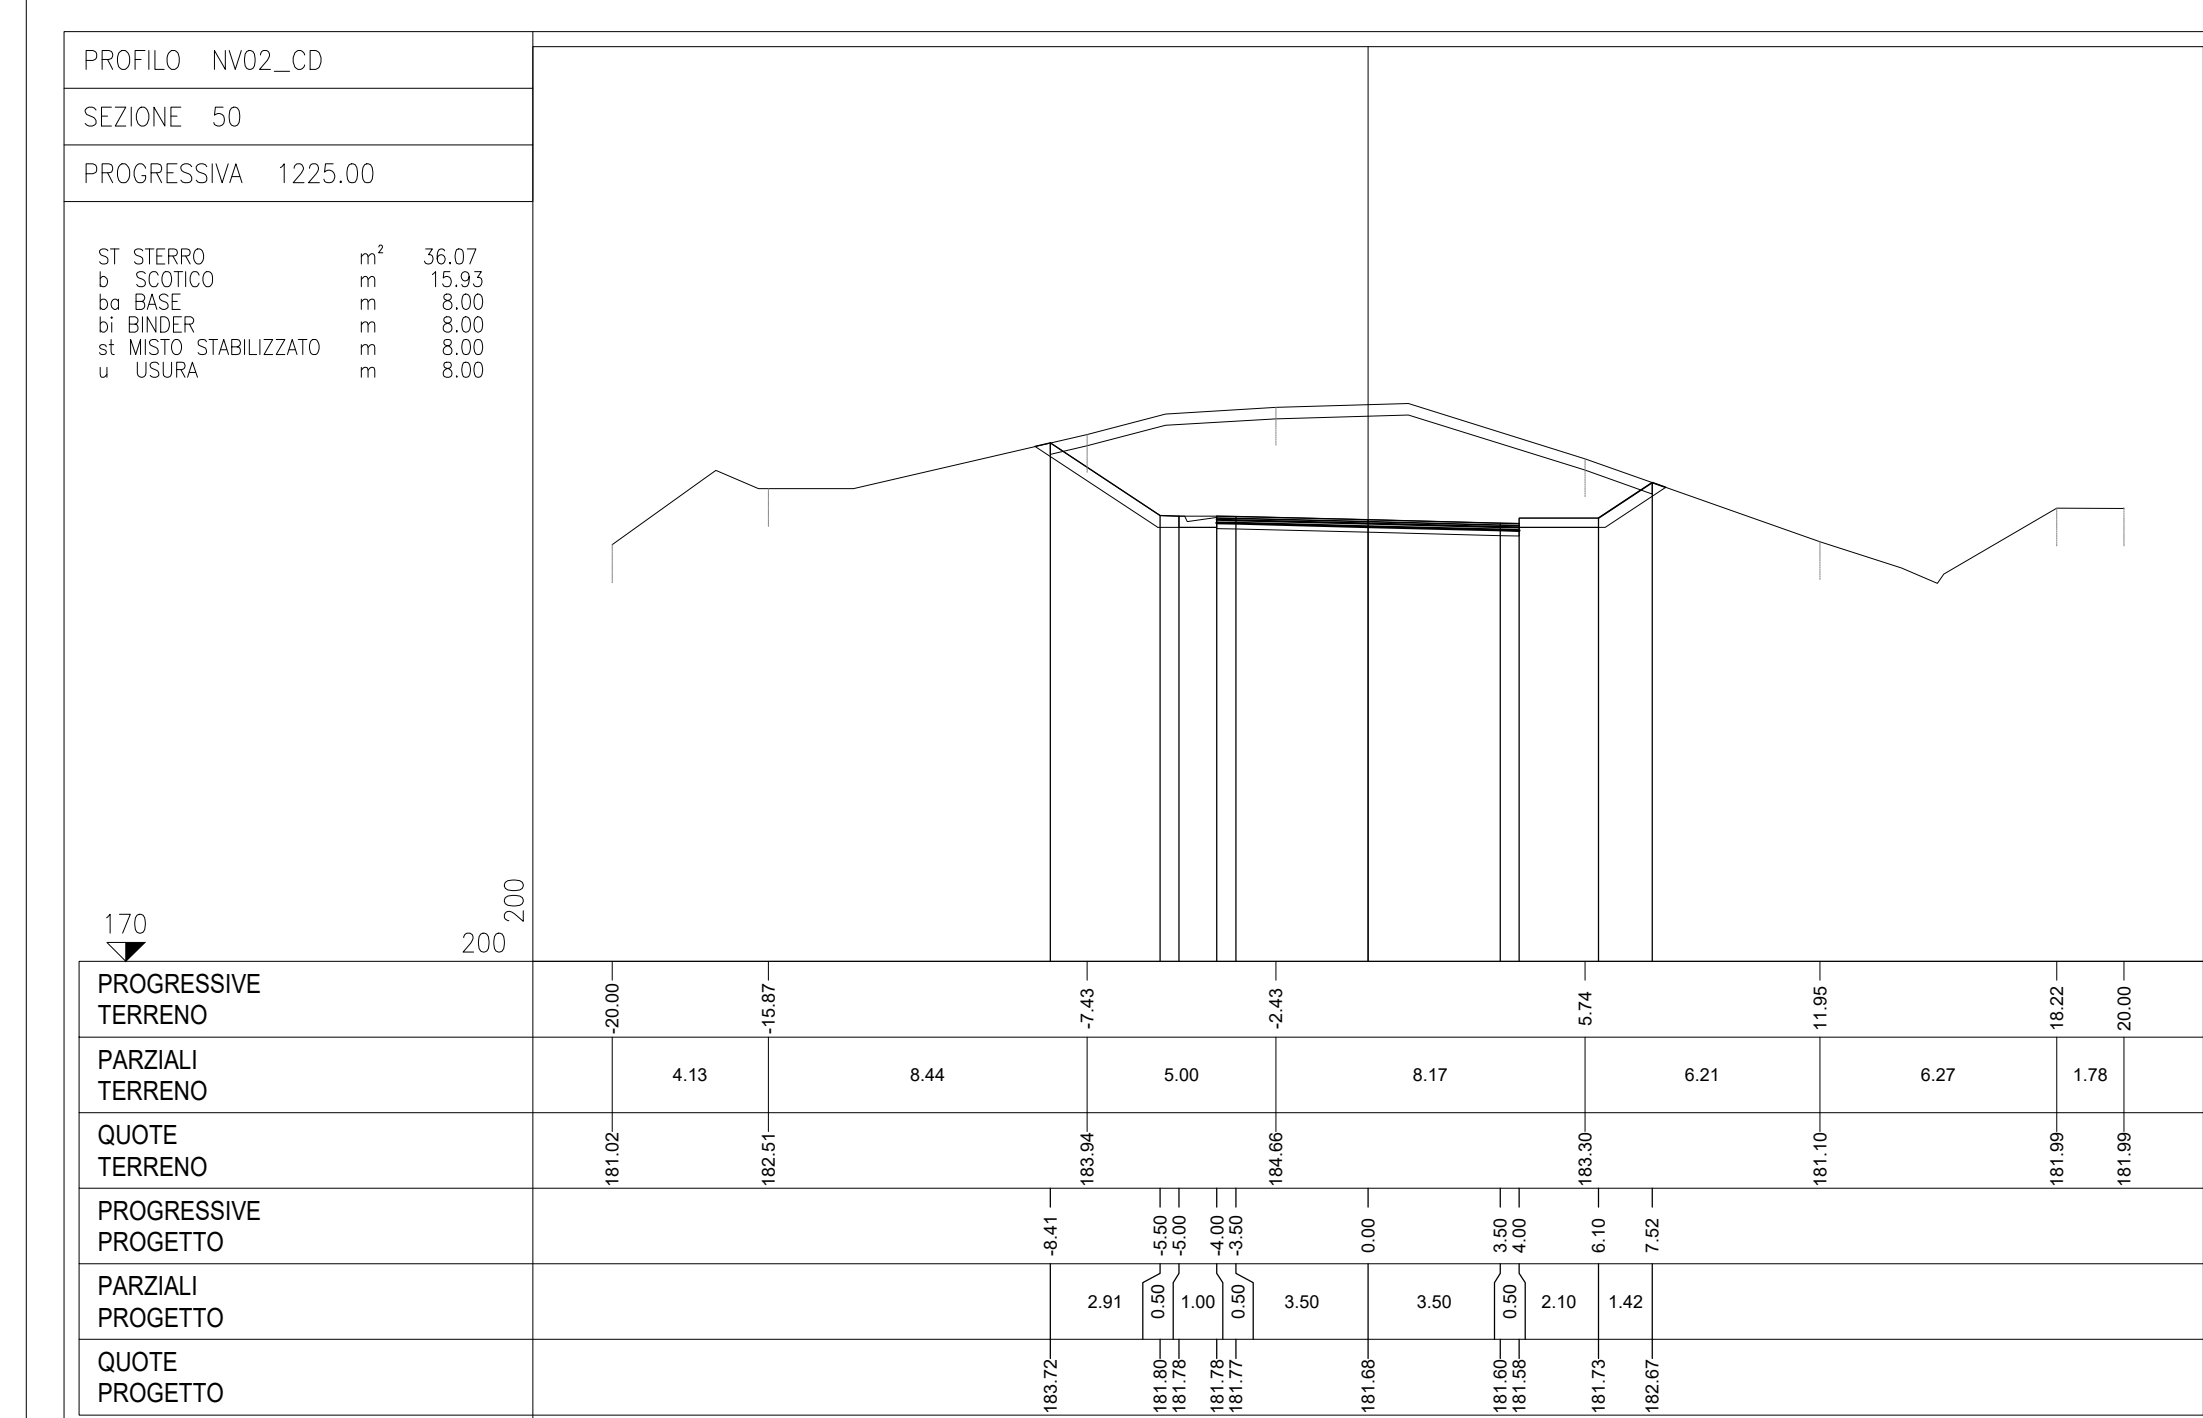 PROFILO NV02_CD
SEZIONE 50
PROGRESSIVA 1225.00
ST STERRO m² 36.07
b SCOTICO m 15.93
ba BASE m 8.00
bi BINDER m 8.00
st MISTO STABILIZZATO m 8.00
u USURA m 8.00
200
170
200
PROGRESSIVE
TERRENO
-20.00 -15.87 -7.43 -2.43 5.74 11.95 18.22 20.00
PARZIALI
TERRENO
4.13 8.44 5.00 8.17 6.21 6.27 1.78
QUOTE
TERRENO
181.02 182.51 183.94 184.66 183.30 181.10 181.99 181.99
PROGRESSIVE
PROGETTO
-8.41 -5.50 -5.00 -4.00 -3.50 0.00 3.50 4.00 6.10 7.52
PARZIALI
PROGETTO
2.91 0.50 1.00 0.50 3.50 3.50 0.50 2.10 1.42
QUOTE
PROGETTO
183.72 181.80 181.78 181.78 181.77 181.68 181.60 181.58 181.73 182.67